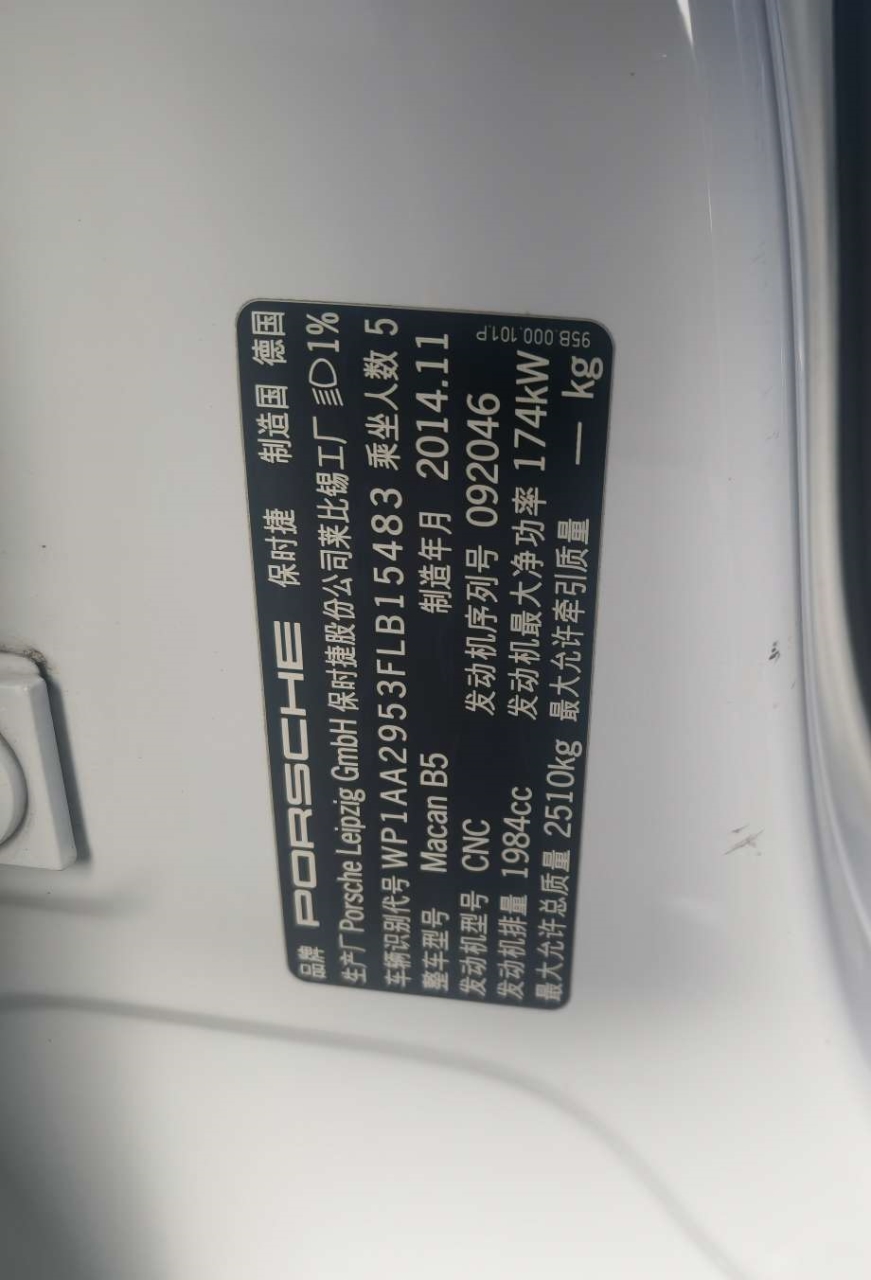 品牌 PORSCHE 保时捷 制造国 德国
生产厂 Porsche Leipzig GmbH 保时捷股份公司莱比锡工厂 1%
车辆识别代号 WP1AA2953FLB15483 乘坐人数 5
整车型号 Macan B5 制造年月 2014.11
发动机型号 CNC 发动机序列号 092046
发动机排量 1984cc 发动机最大净功率 174kW
最大允许总质量 2510kg 最大允许牵引质量 — kg
95B.000.101.P